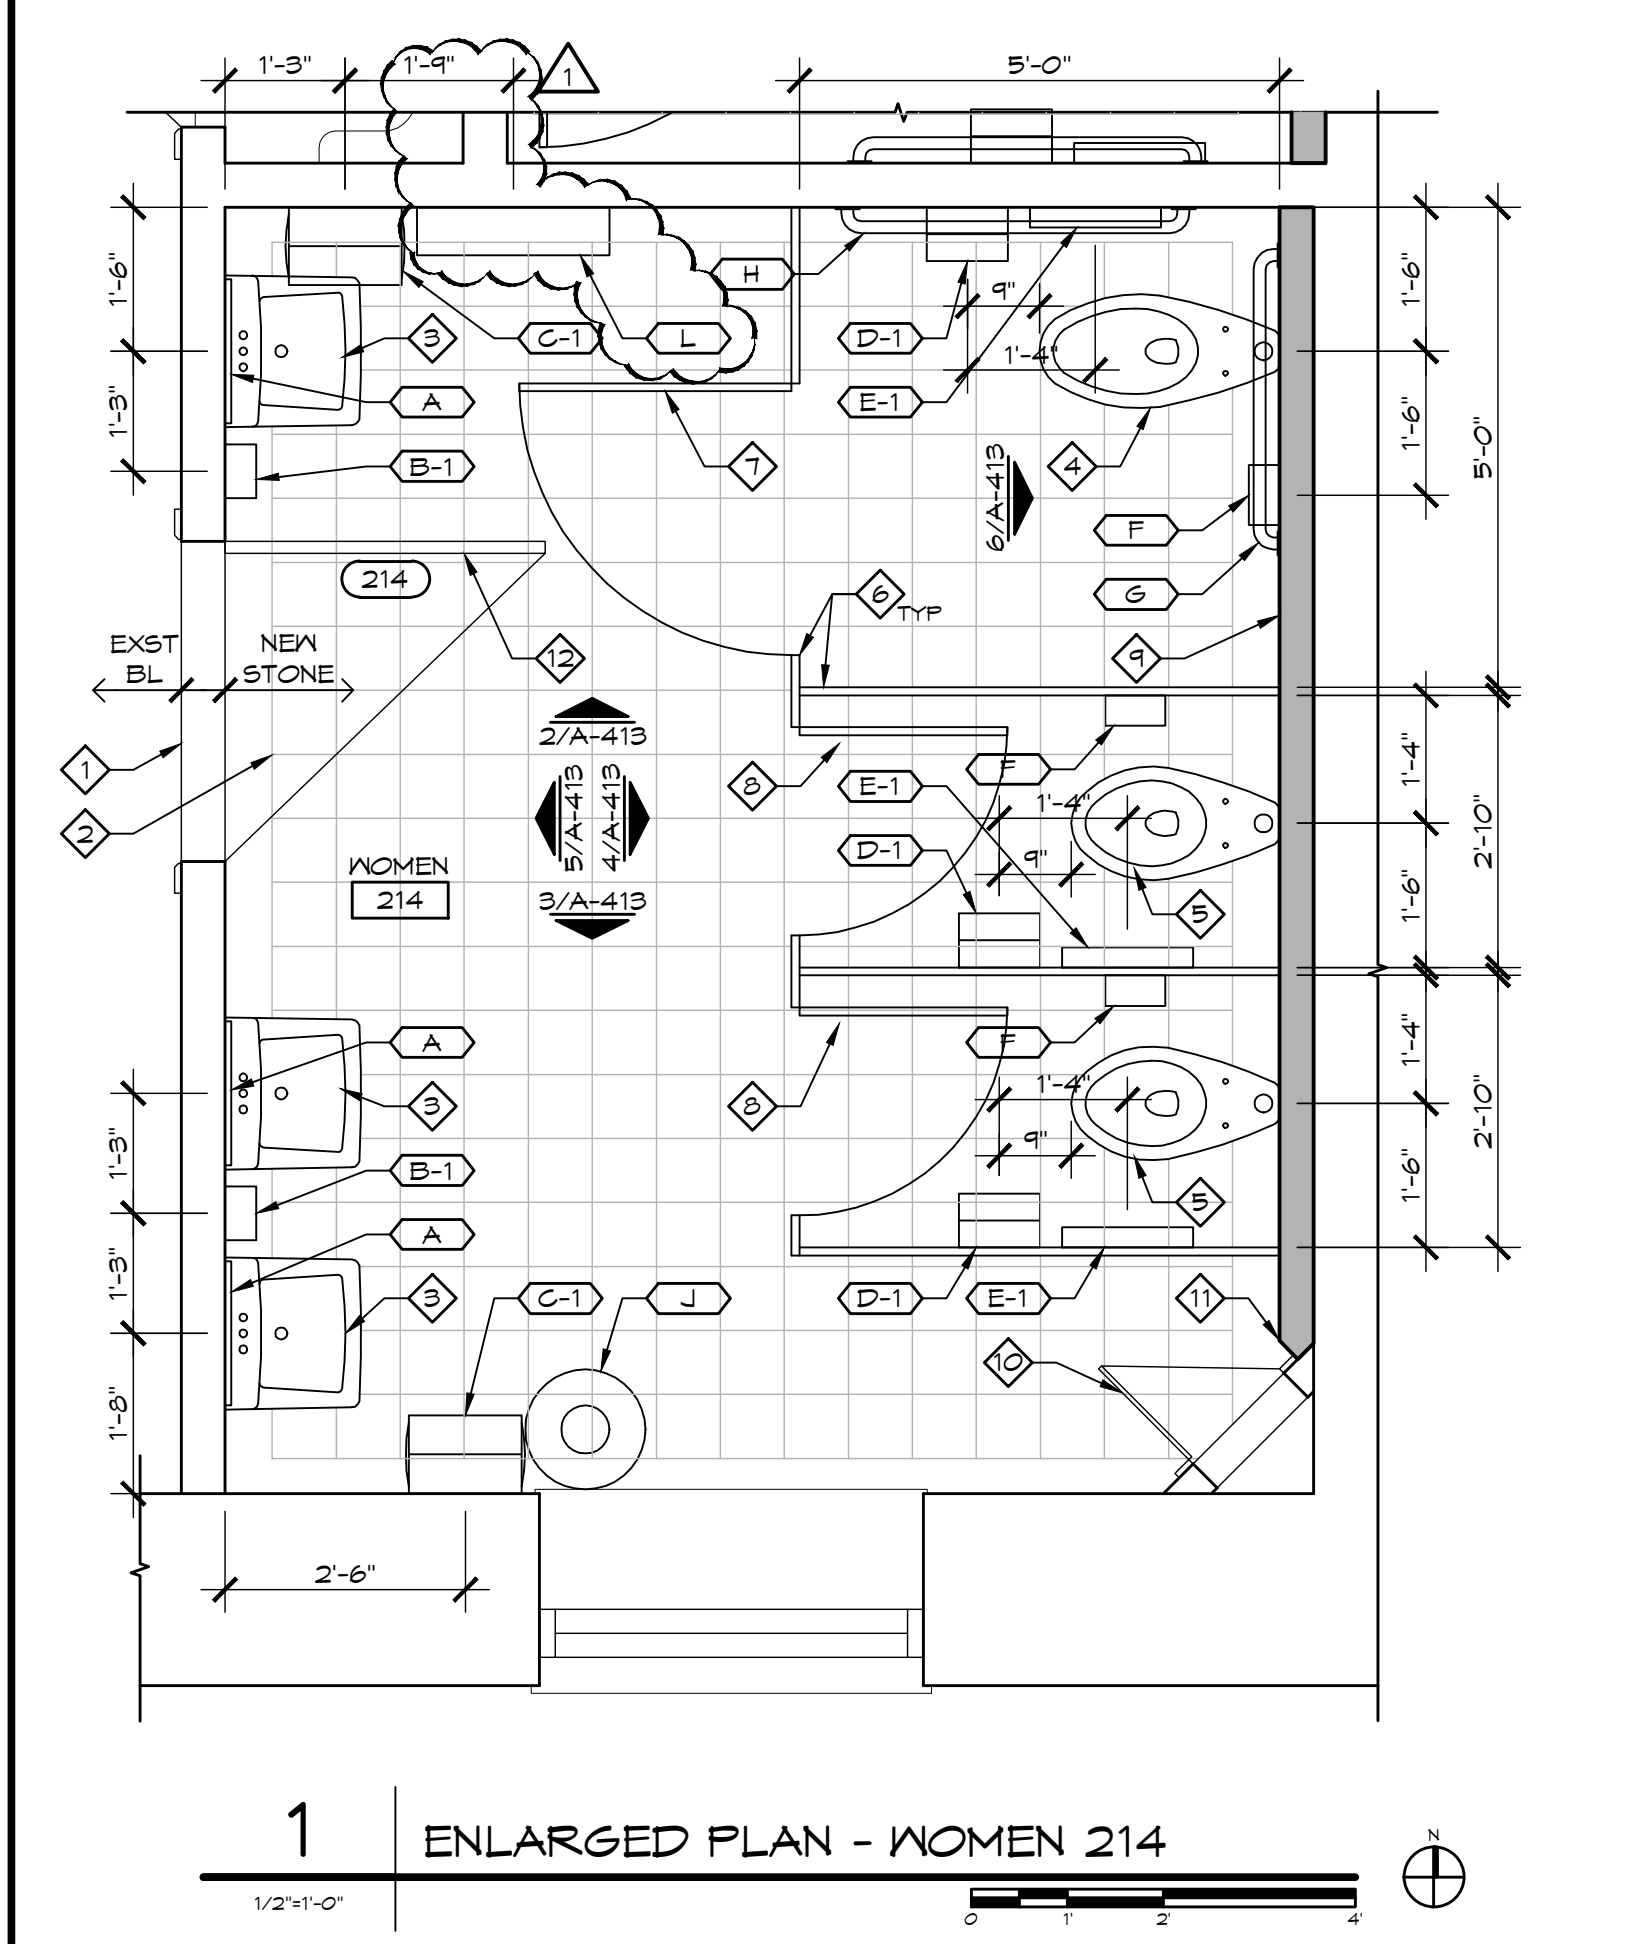 1'-3" 1'-9" 1 5'-0"
1'-6"
1'-3"
H
9"
3 C-1 L D-1
1'-4"
A E-1
B-1 7 4
6/A-413
F
G
1'-6"
1'-6"
5'-0"
214
6 TYP
EXST BL
NEW STONE
12 9
1
2
2/A-413
5/A-413 4/A-413
3/A-413
WOMEN
214
8 E-1 F
1'-4"
D-1
9"
5
1'-4"
1'-6"
2'-10"
A
3
B-1
A
3
8
F
1'-4"
9"
5
1'-4"
1'-6"
2'-10"
1'-3"
1'-3"
1'-8"
C-1 J D-1 E-1 11
10
2'-6"
1 ENLARGED PLAN - WOMEN 214
1/2"=1'-0"
0 1' 2' 4'
N